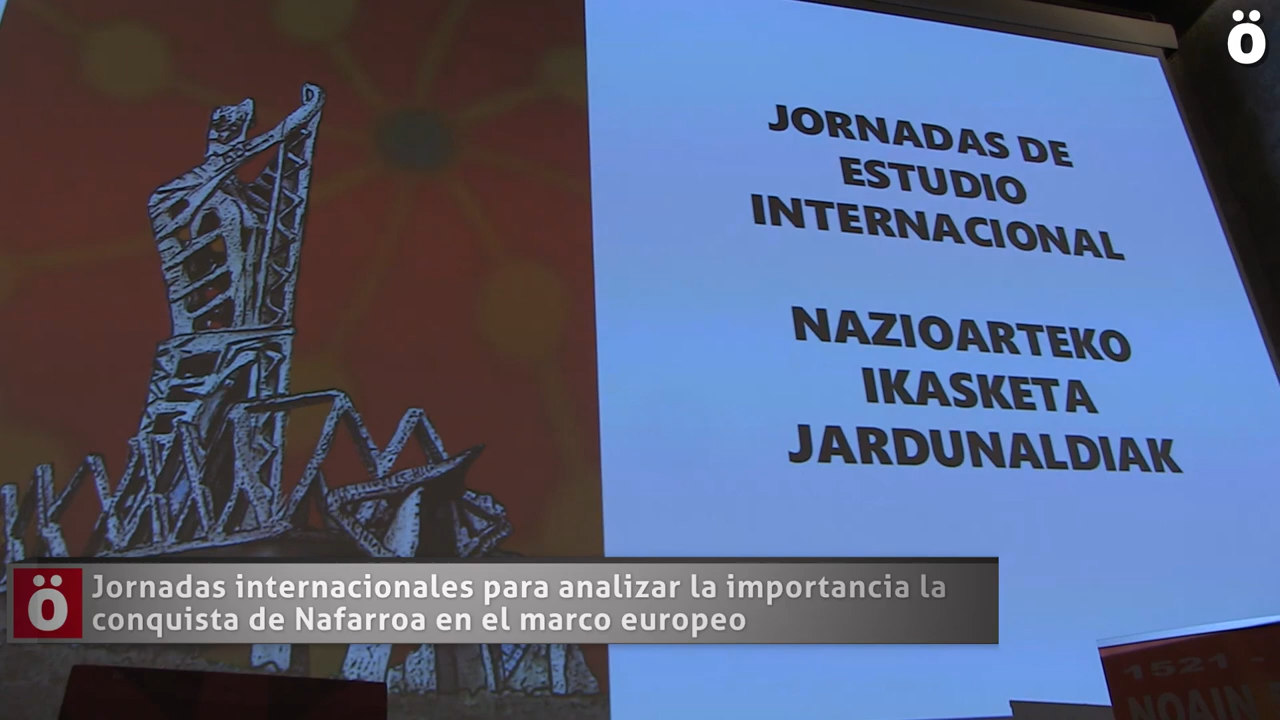 ö
JORNADAS DE
ESTUDIO
INTERNACIONAL
NAZIOARTEKO
IKASKETA
JARDUNALDIAK
ö
Jornadas internacionales para analizar la importancia la
conquista de Nafarroa en el marco europeo
1521 -
NOAIN